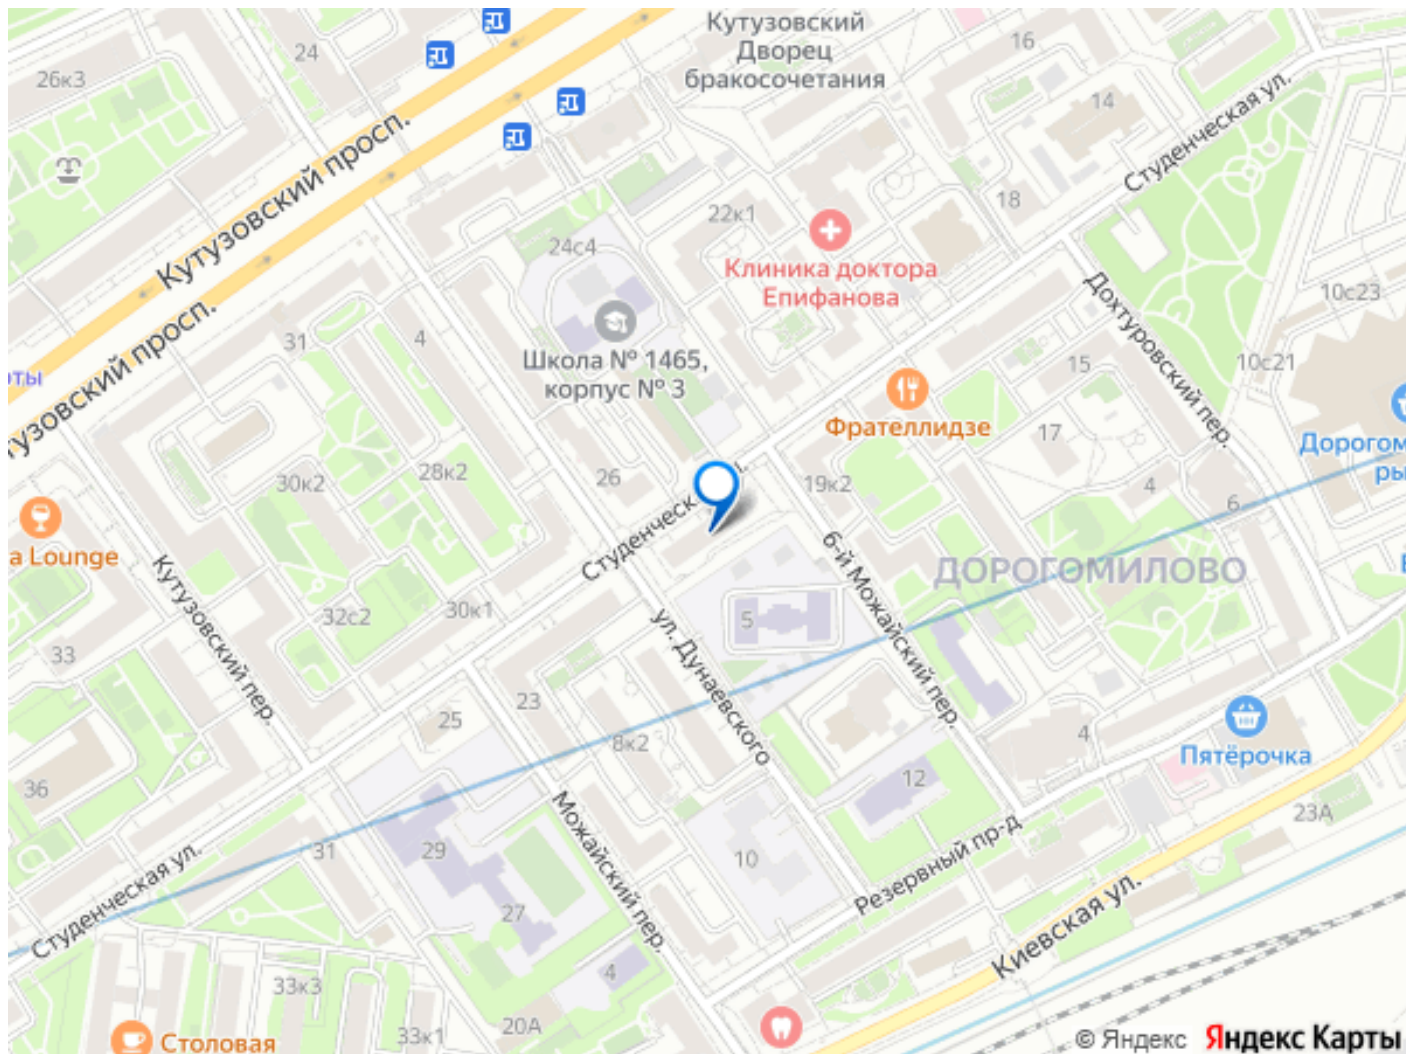 Кутузовский
Дворец
бракосочетания
16
24
26к3
14
Студенческая ул.
Кутузовский просп.
22к1
18
24с4
Клиника доктора
Епифанова
Дохтуровский пер.
10с23
31
4
Школа № 1465,
корпус № 3
15
10с21
Фрателлидзе
17
26
28к2
30к2
19к2
4
6
a Lounge
Кутузовский пер.
6-й Можайский пер.
ДОРОГОМИЛОВО
30к1
32с2
5
ул. Дунаевского
33
23
25
8к2
4
Пятёрочка
36
12
23А
Можайский пер.
Резервный пр-д
31
29
10
Студенческая ул.
27
Киевская ул.
4
33к3
20А
33к1
Столовая
© Яндекс Яндекс Карты